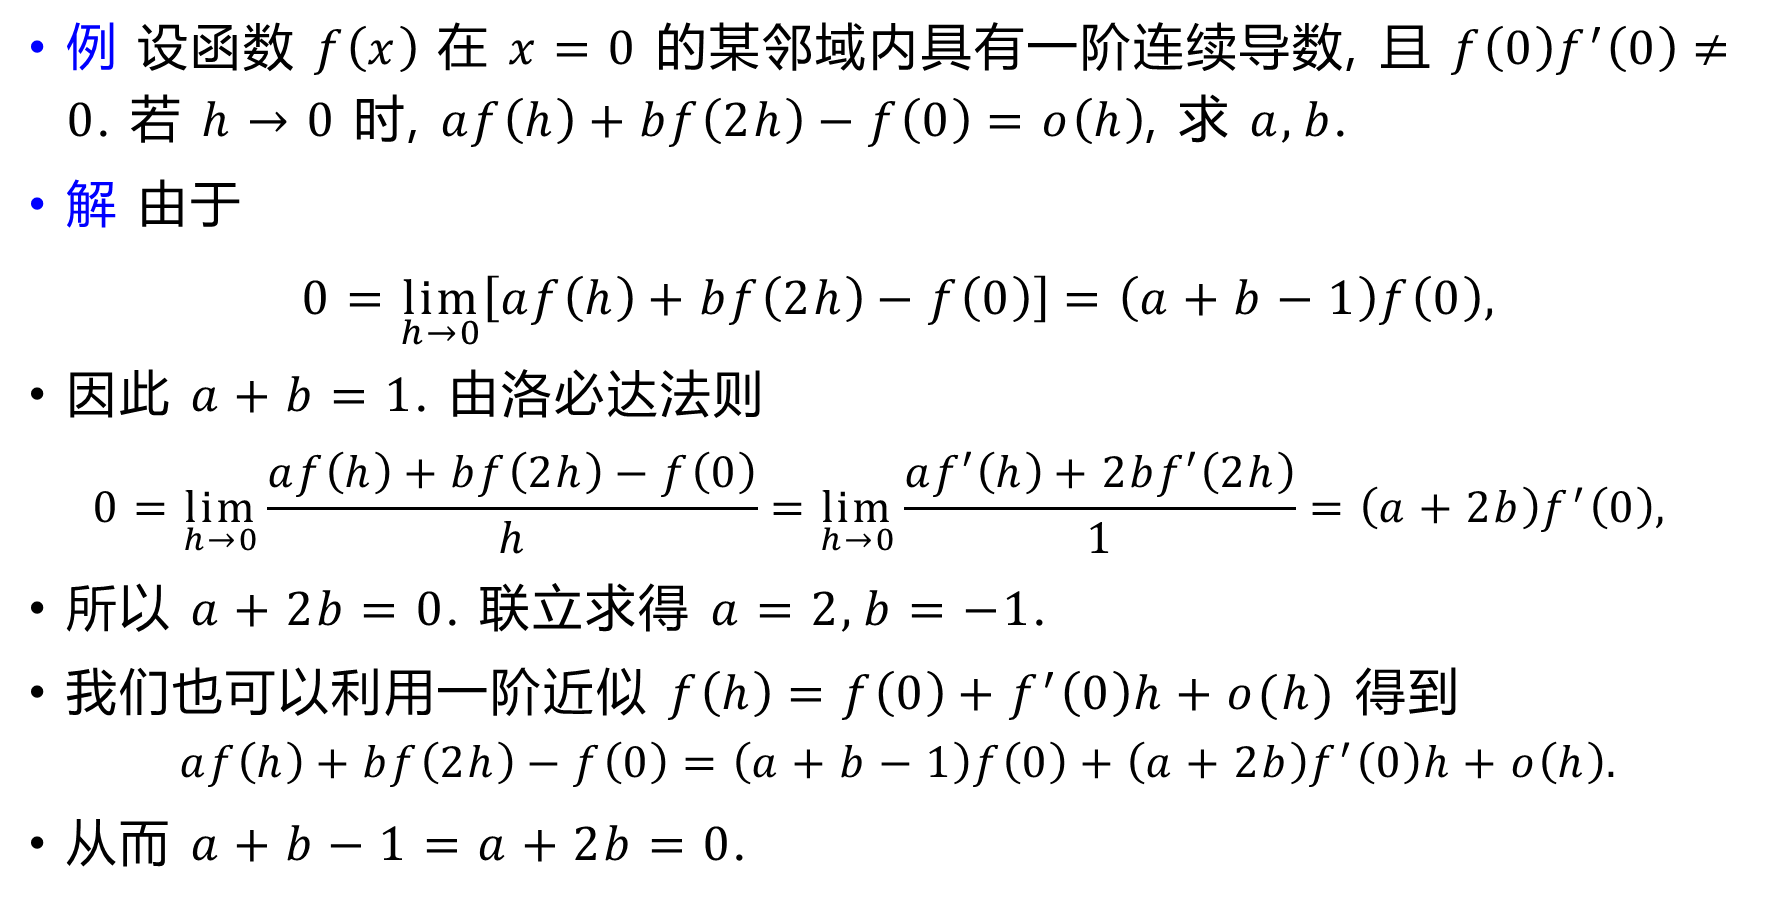 • 例 设函数 f(x) 在 x = 0 的某邻域内具有一阶连续导数, 且 f(0)f′(0) ≠
0. 若 h → 0 时, af(h) + bf(2h) − f(0) = o(h), 求 a, b.
• 解 由于
0 = lim_{h→0}[af(h) + bf(2h) − f(0)] = (a + b − 1)f(0),
• 因此 a + b = 1. 由洛必达法则
0 = lim_{h→0} \frac{af(h) + bf(2h) − f(0)}{h} = lim_{h→0} \frac{af′(h) + 2bf′(2h)}{1} = (a + 2b)f′(0),
• 所以 a + 2b = 0. 联立求得 a = 2, b = −1.
• 我们也可以利用一阶近似 f(h) = f(0) + f′(0)h + o(h) 得到
af(h) + bf(2h) − f(0) = (a + b − 1)f(0) + (a + 2b)f′(0)h + o(h).
• 从而 a + b − 1 = a + 2b = 0.